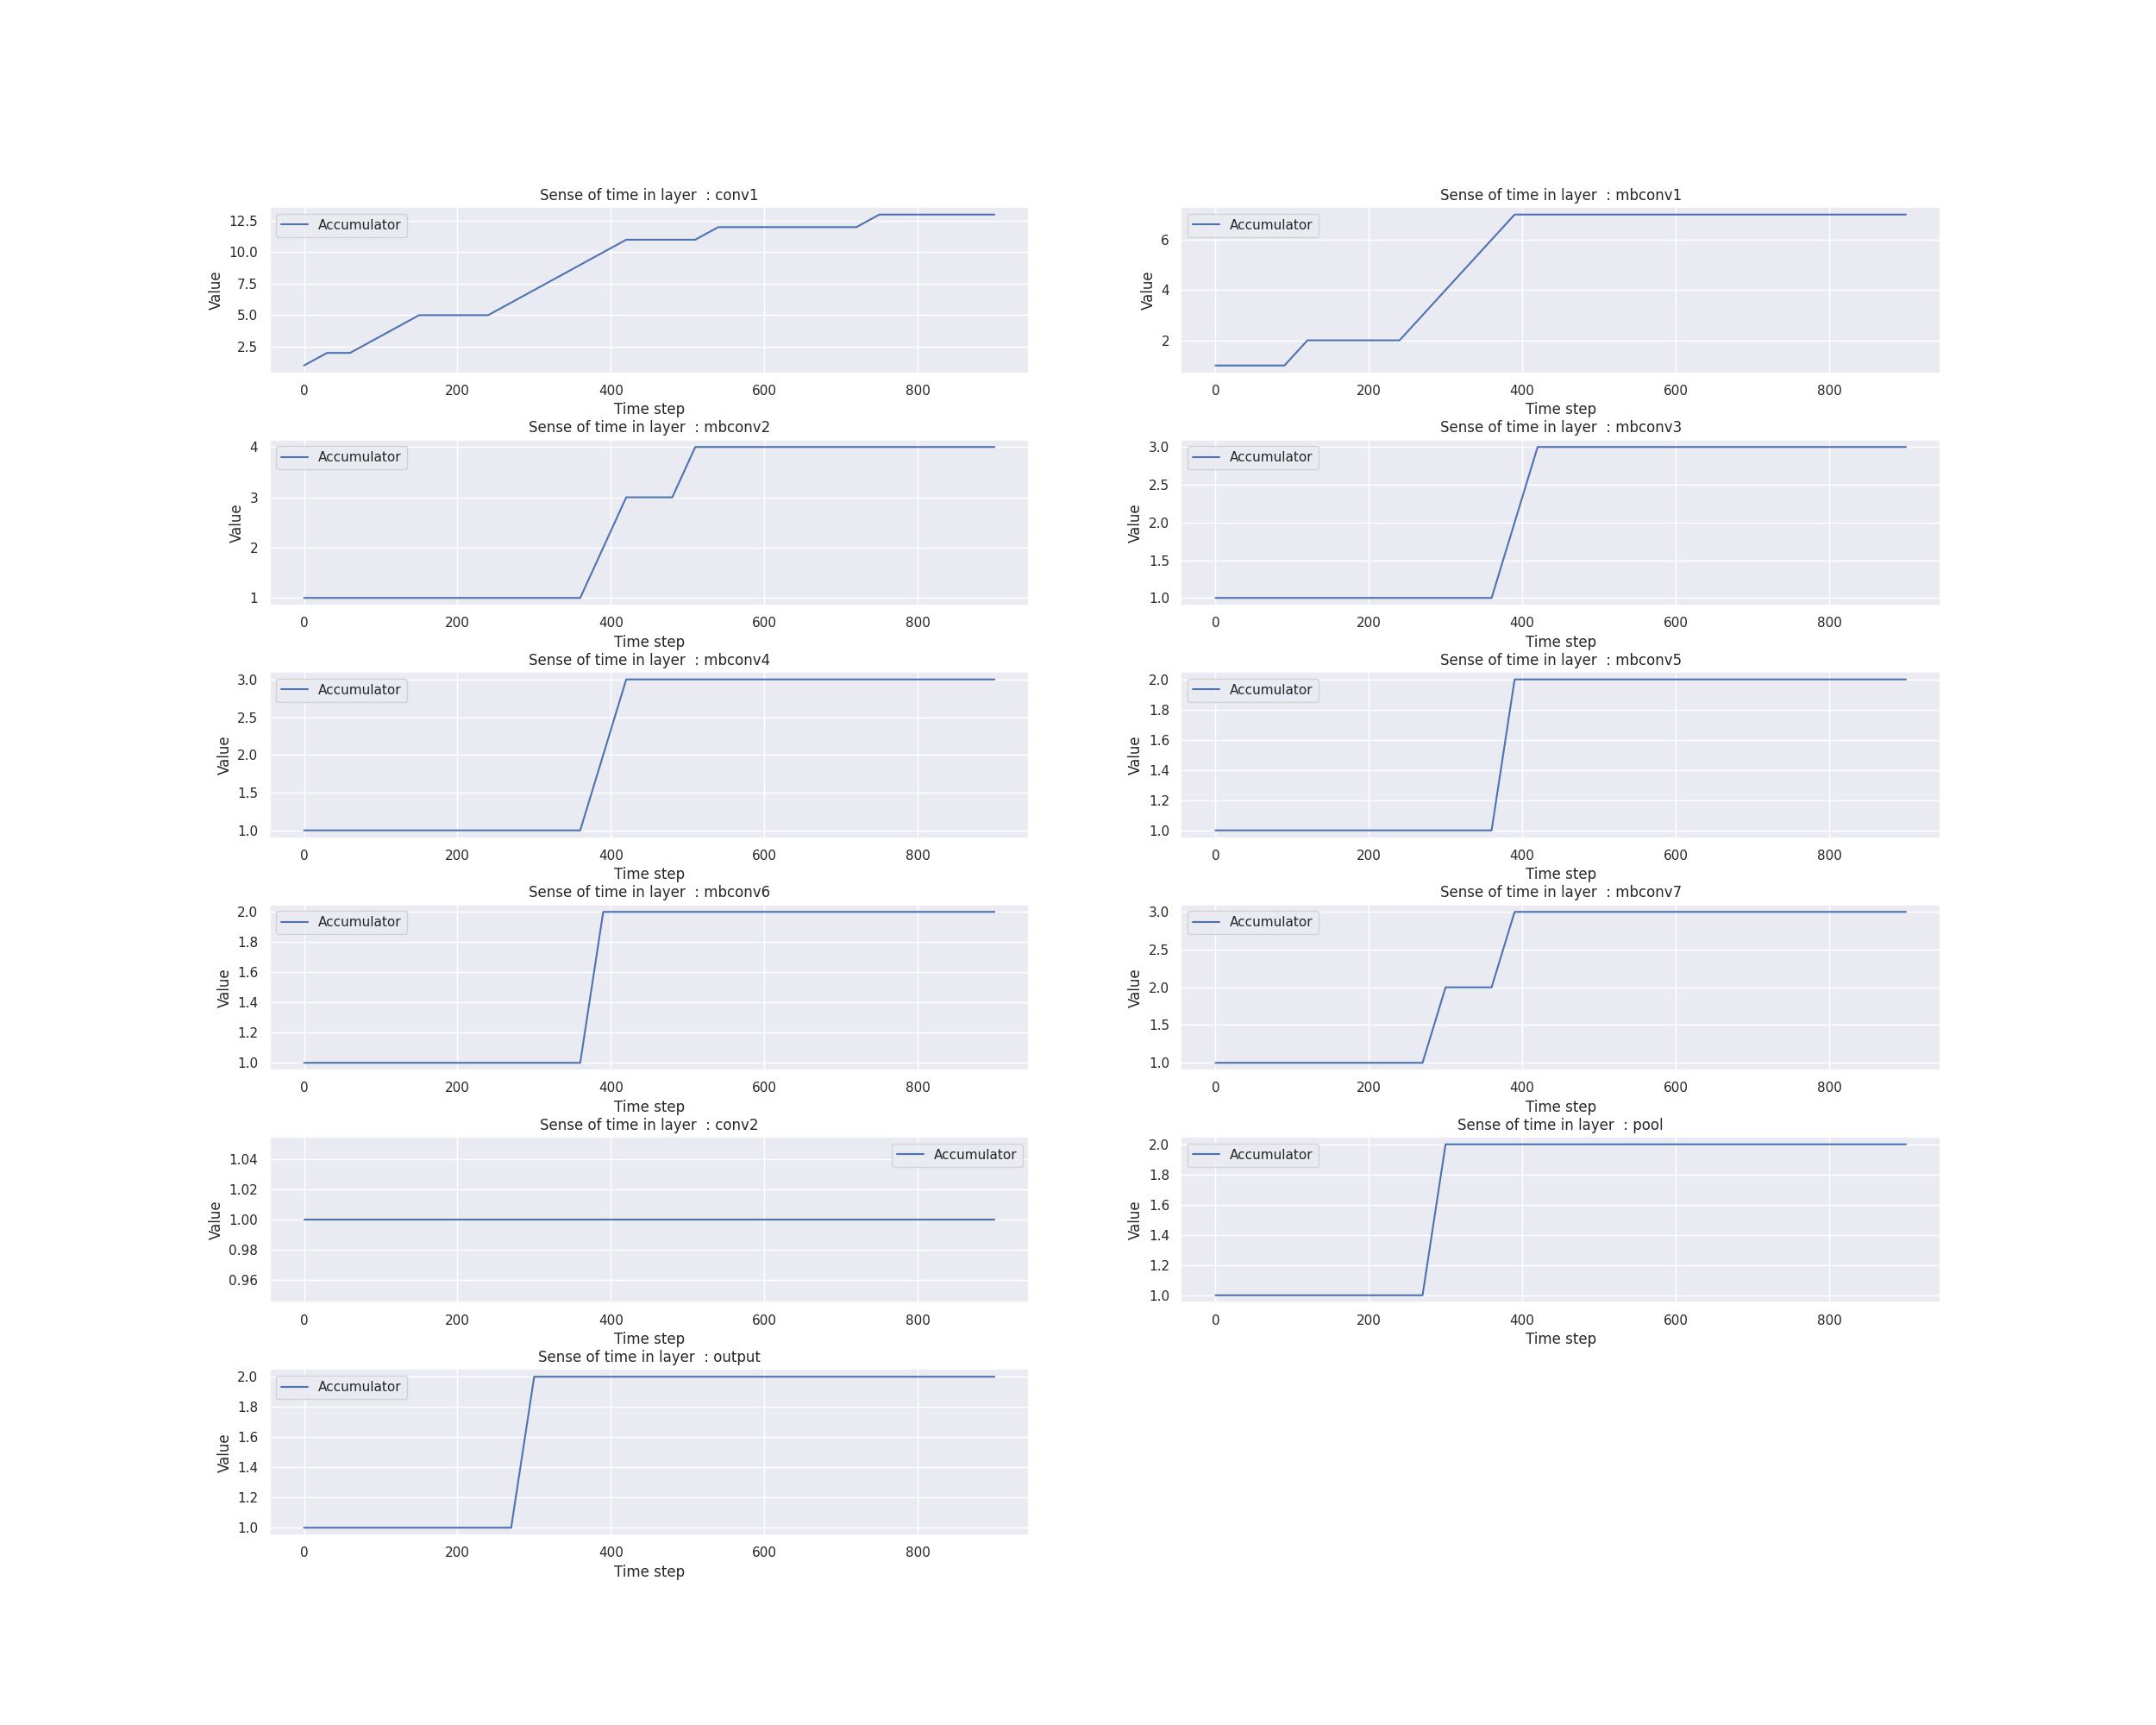 Sense of time in layer  : conv1
Accumulator
12.5
10.0
7.5
5.0
2.5
Value
0 200 400 600 800
Time step
Sense of time in layer  : mbconv1
Accumulator
6
4
2
Value
0 200 400 600 800
Time step
Sense of time in layer  : mbconv2
Accumulator
4
3
2
1
Value
0 200 400 600 800
Time step
Sense of time in layer  : mbconv3
Accumulator
3.0
2.5
2.0
1.5
1.0
Value
0 200 400 600 800
Time step
Sense of time in layer  : mbconv4
Accumulator
3.0
2.5
2.0
1.5
1.0
Value
0 200 400 600 800
Time step
Sense of time in layer  : mbconv5
Accumulator
2.0
1.8
1.6
1.4
1.2
1.0
Value
0 200 400 600 800
Time step
Sense of time in layer  : mbconv6
Accumulator
2.0
1.8
1.6
1.4
1.2
1.0
Value
0 200 400 600 800
Time step
Sense of time in layer  : mbconv7
Accumulator
3.0
2.5
2.0
1.5
1.0
Value
0 200 400 600 800
Time step
Sense of time in layer  : conv2
Accumulator
1.04
1.02
1.00
0.98
0.96
Value
0 200 400 600 800
Time step
Sense of time in layer  : pool
Accumulator
2.0
1.8
1.6
1.4
1.2
1.0
Value
0 200 400 600 800
Time step
Sense of time in layer  : output
Accumulator
2.0
1.8
1.6
1.4
1.2
1.0
Value
0 200 400 600 800
Time step